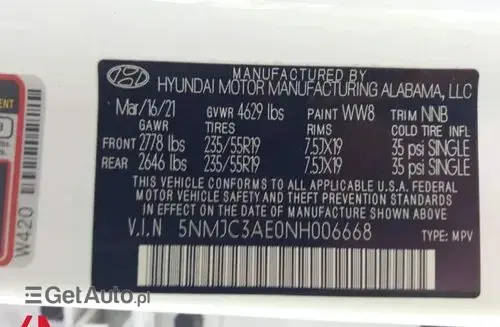 MANUFACTURED BY
HYUNDAI MOTOR MANUFACTURING ALABAMA, LLC
Mar/16/21 GVWR 4629 lbs PAINT WW8 TRIM NNB
GAWR TIRES RIMS COLD TIRE INFL
FRONT 2778 lbs 235/55R19 7.5JX19 35 psi SINGLE
REAR 2646 lbs 235/55R19 7.5JX19 35 psi SINGLE
THIS VEHICLE CONFORMS TO ALL APPLICABLE U.S.A. FEDERAL
MOTOR VEHICLE SAFETY, BUMPER, AND THEFT PREVENTION
STANDARDS IN EFFECT ON THE DATE OF MANUFACTURE SHOWN ABOVE.
V.I.N 5NMJC3AE0NH006668
TYPE: MPV
W420
GetAuto.pl